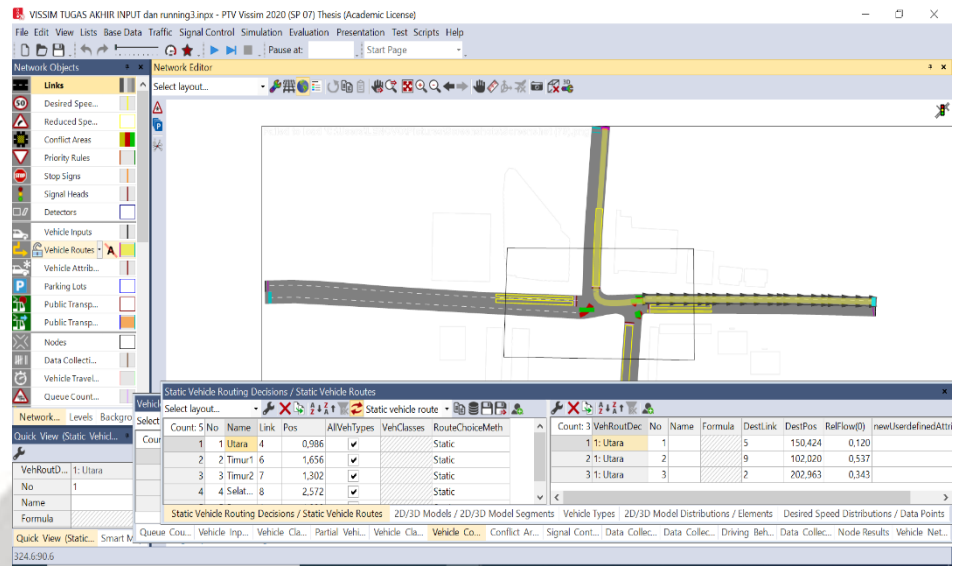 VISSIM TUGAS AKHIR INPUT dan running3.inpx - PTV Vissim 2020 (SP 07) Thesis (Academic License)
File Edit View Lists Base Data Traffic Signal Control Simulation Evaluation Presentation Test Scripts Help
Pause at: Start Page
Network Objects
Network Editor
Select layout...
Links
Desired Spee...
Reduced Spe...
Conflict Areas
Priority Rules
Stop Signs
Signal Heads
Detectors
Vehicle Inputs
Vehicle Routes
Vehicle Attrib...
Parking Lots
Public Transp...
Public Transp...
Nodes
Data Collecti...
Vehicle Travel...
Queue Count...
Network... Levels Backgro
Quick View (Static Vehicl...
VehRoutD... 1: Utara
No 1
Name
Formula
Quick View (Static... Smart M
Static Vehicle Routing Decisions / Static Vehicle Routes
Select layout... Static vehicle route
Count: 5 No Name Link Pos AllVehTypes VehClasses RouteChoiceMeth
1 1 Utara 4 0,986 Static
2 2 Timur1 6 1,656 Static
3 3 Timur2 7 1,302 Static
4 4 Selat... 8 2,572 Static
Count: 3 VehRoutDec No Name Formula DestLink DestPos RelFlow(0) newUserdefinedAttri
1 1: Utara 1 5 150,424 0,120
2 1: Utara 2 9 102,020 0,537
3 1: Utara 3 2 202,963 0,343
Static Vehicle Routing Decisions / Static Vehicle Routes 2D/3D Models / 2D/3D Model Segments Vehicle Types 2D/3D Model Distributions / Elements Desired Speed Distributions / Data Points
Queue Cou... Vehicle Inp... Vehicle Cla... Partial Vehi... Vehicle Cla... Vehicle Co... Conflict Ar... Signal Cont... Data Collec... Data Collec... Driving Beh... Data Collec... Node Results Vehicle Net...
324.6:90.6